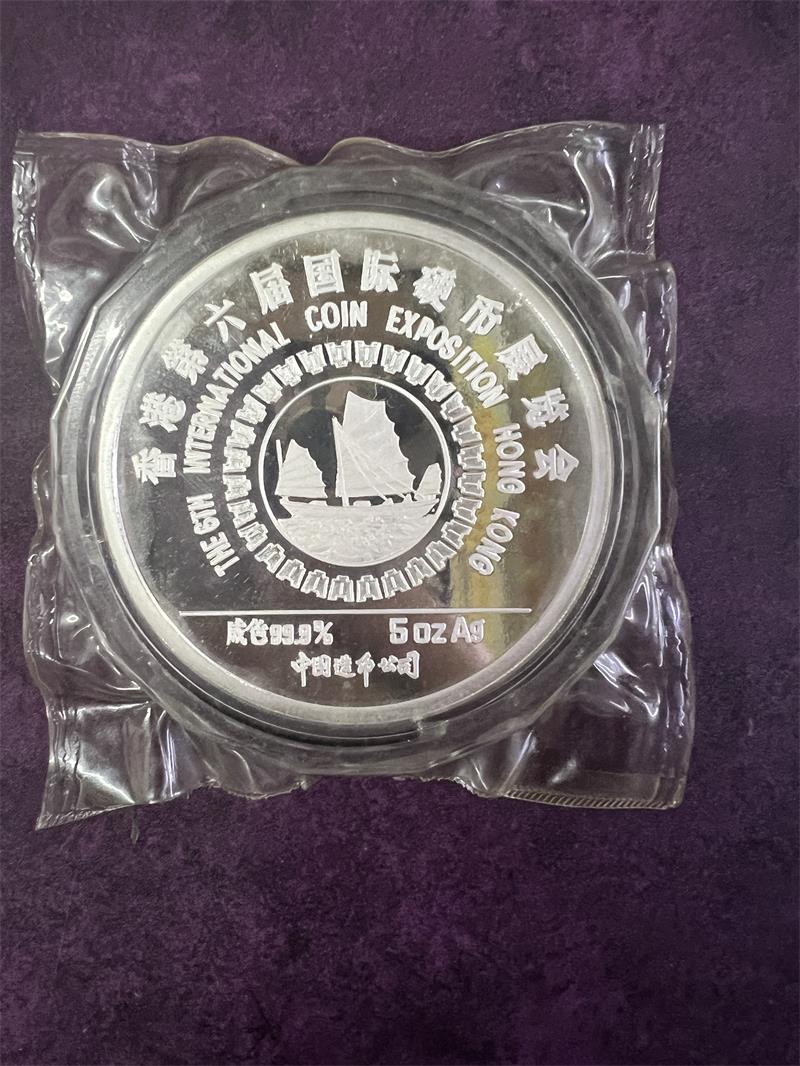 香港第六届国际硬币展览会
THE 6TH INTERNATIONAL COIN EXPOSITION HONG KONG
成色99.9% 5 oz Ag
中国造币公司